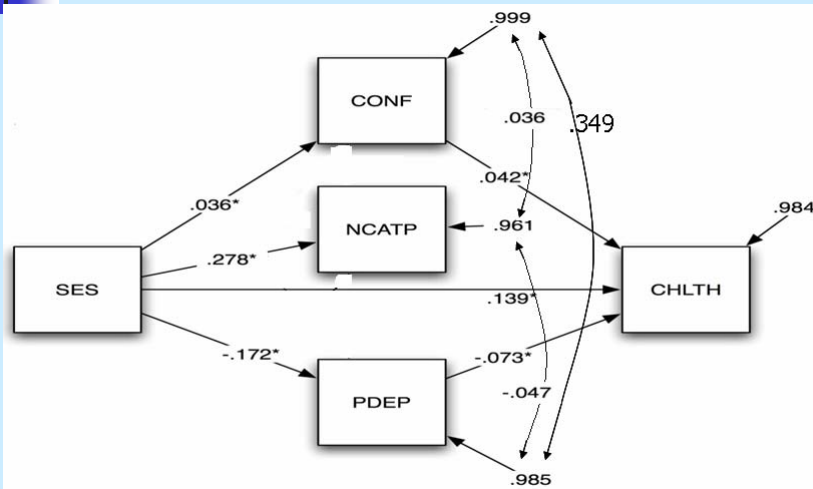 .999
CONF
.036
.349
.042*
.036*
NCATP
.961
.984
.278*
SES
.139*
CHLTH
-.172*
-.073*
-.047
PDEP
.985